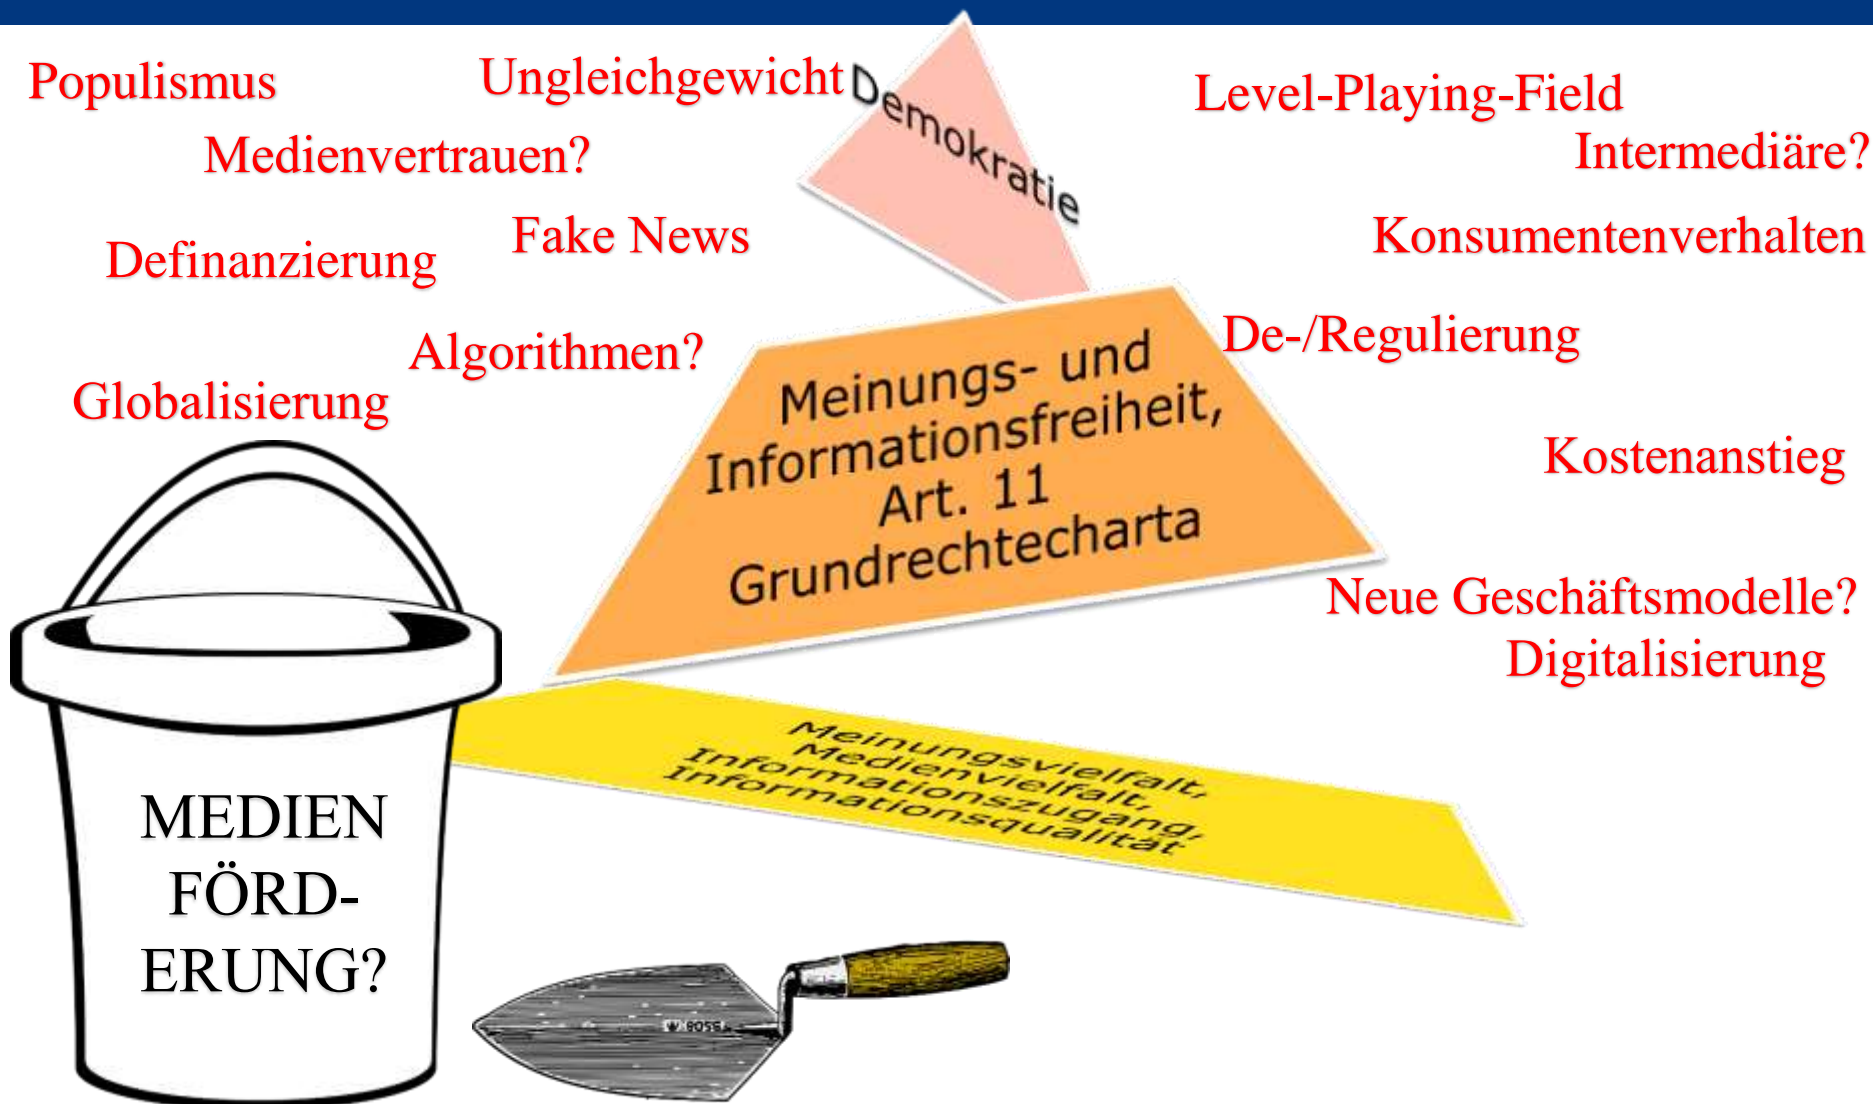 Populismus
Ungleichgewicht
Demokratie
Level-Playing-Field
Medienvertrauen?
Intermediäre?
Definanzierung
Fake News
Konsumentenverhalten
Algorithmen?
De-/Regulierung
Globalisierung
Meinungs- und
Informationsfreiheit,
Art. 11
Grundrechtecharta
Kostenanstieg
Neue Geschäftsmodelle?
Digitalisierung
Meinungsvielfalt,
Medienvielfalt,
Informationszugang,
Informationsqualität
MEDIEN
FÖRD-
ERUNG?